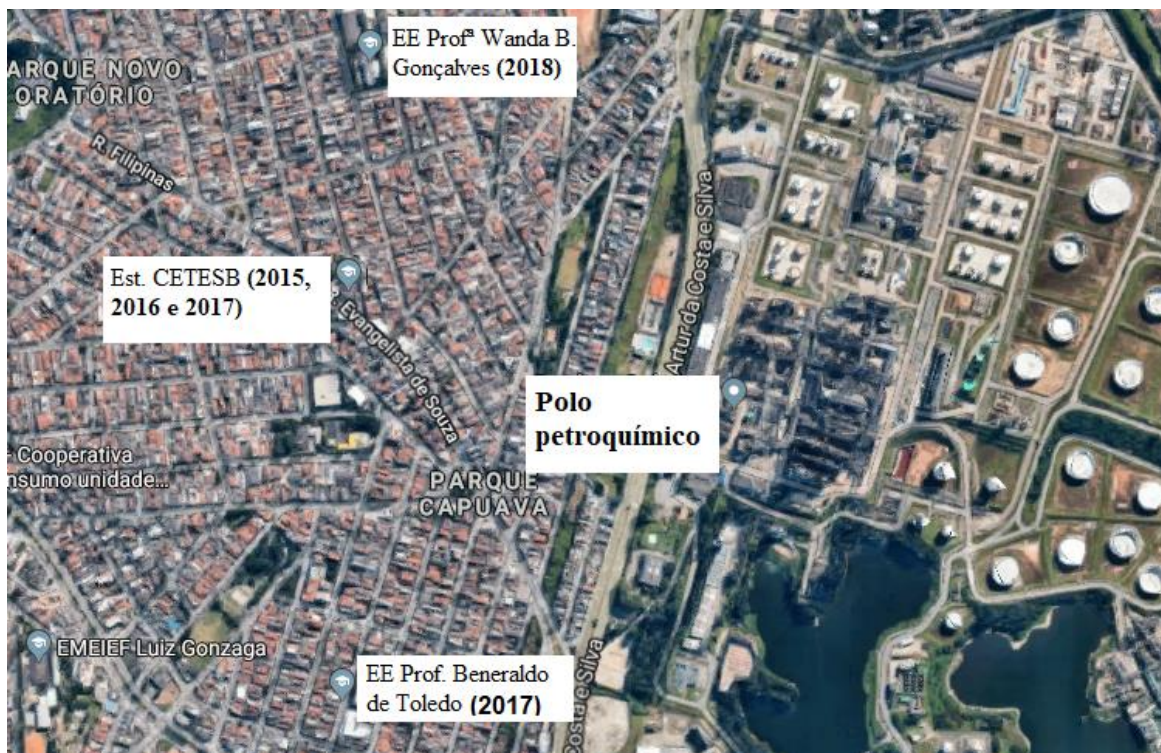 EE Profª Wanda B.
Gonçalves (2018)
ARQUE NOVO
ORATÓRIO
R. Filipinas
Est. CETESB (2015,
2016 e 2017)
Evangelista de Souza
Artur da Costa e Silva
Polo
petroquímico
- Cooperativa
nsumo unidade...
PARQUE
CAPUAVA
EMEIEF Luiz Gonzaga
EE Prof. Beneraldo
de Toledo (2017)
Costa e Silva